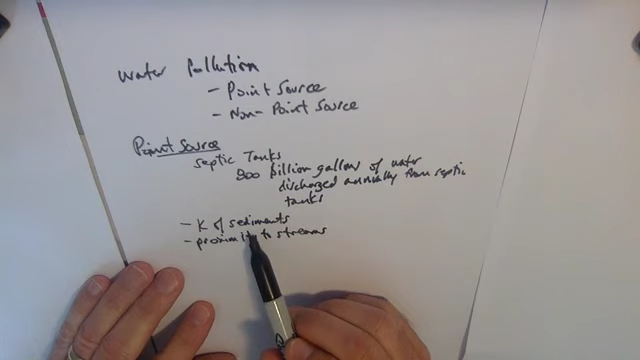 Water Pollution
- Point Source
- Non-Point Source
Point Source
Septic Tanks
800 Billion gallons of water
discharged annually from septic
tanks
- K of sediments
- proximity to streams